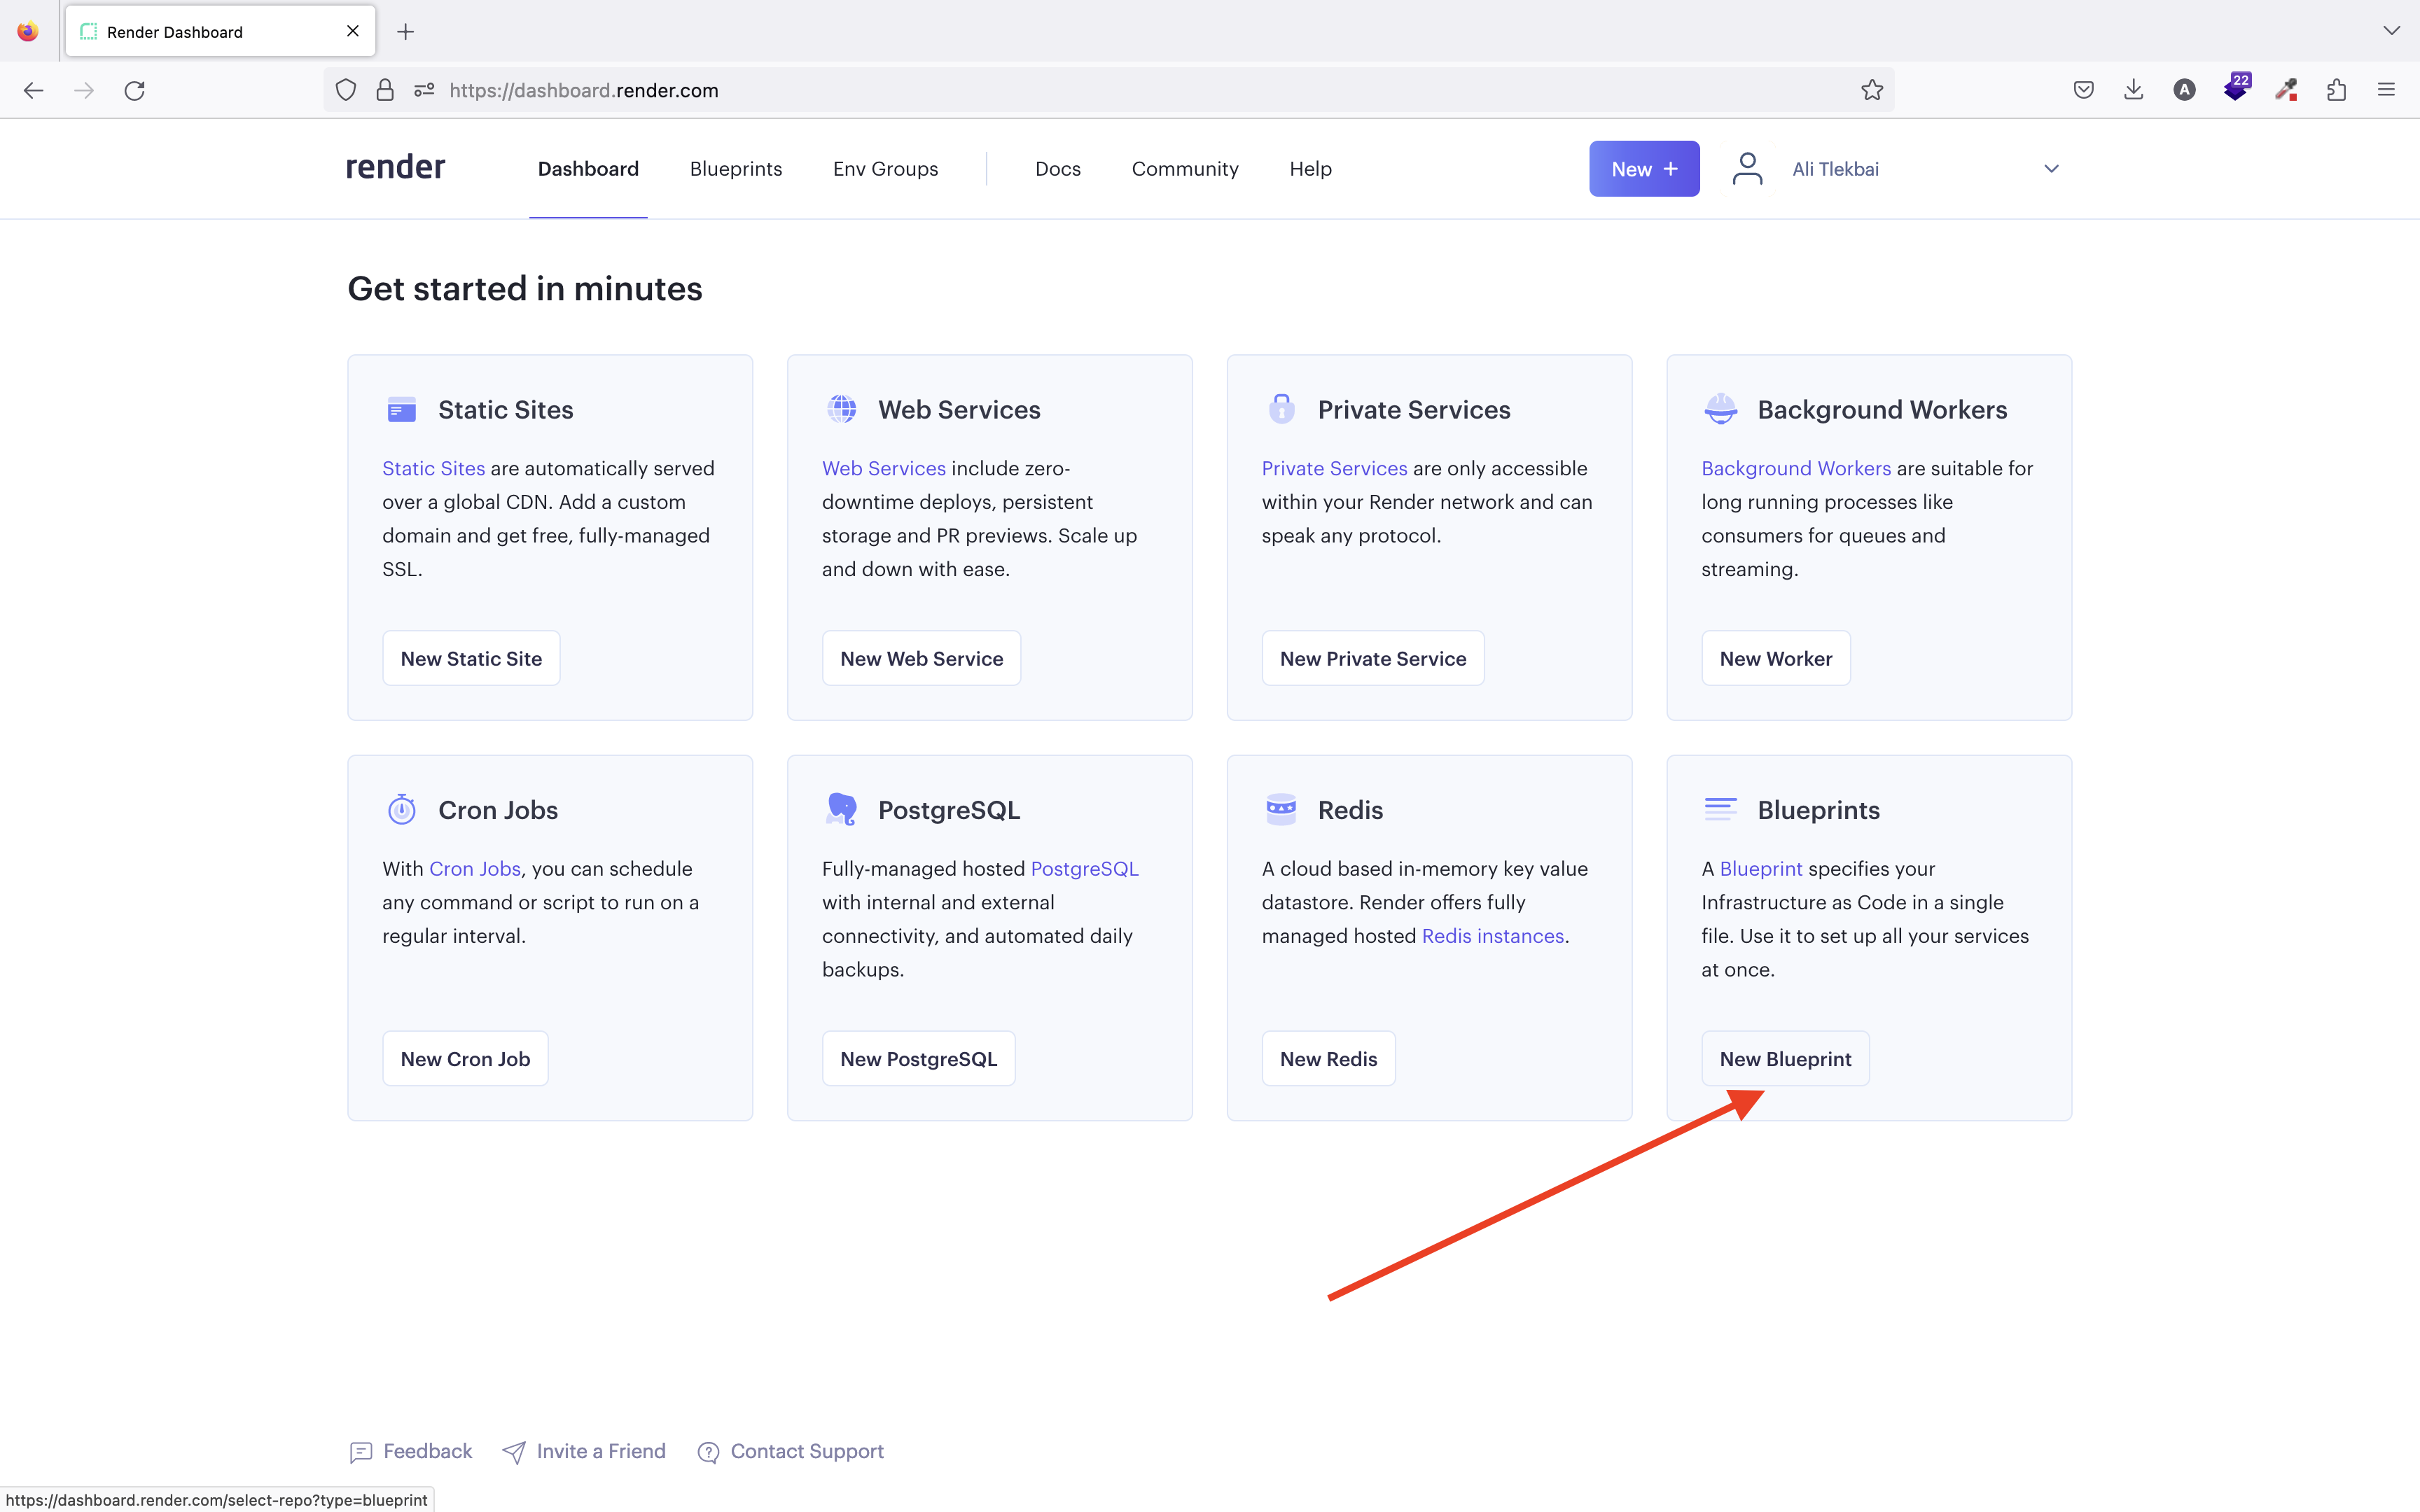 Render Dashboard
https://dashboard.render.com
A
22
render
Dashboard
Blueprints
Env Groups
Docs
Community
Help
New +
Ali Tlekbai
Get started in minutes
Static Sites
Static Sites are automatically served
over a global CDN. Add a custom
domain and get free, fully-managed
SSL.
New Static Site
Web Services
Web Services include zero-
downtime deploys, persistent
storage and PR previews. Scale up
and down with ease.
New Web Service
Private Services
Private Services are only accessible
within your Render network and can
speak any protocol.
New Private Service
Background Workers
Background Workers are suitable for
long running processes like
consumers for queues and
streaming.
New Worker
Cron Jobs
With Cron Jobs, you can schedule
any command or script to run on a
regular interval.
New Cron Job
PostgreSQL
Fully-managed hosted PostgreSQL
with internal and external
connectivity, and automated daily
backups.
New PostgreSQL
Redis
A cloud based in-memory key value
datastore. Render offers fully
managed hosted Redis instances.
New Redis
Blueprints
A Blueprint specifies your
Infrastructure as Code in a single
file. Use it to set up all your services
at once.
New Blueprint
Feedback
Invite a Friend
Contact Support
https://dashboard.render.com/select-repo?type=blueprint